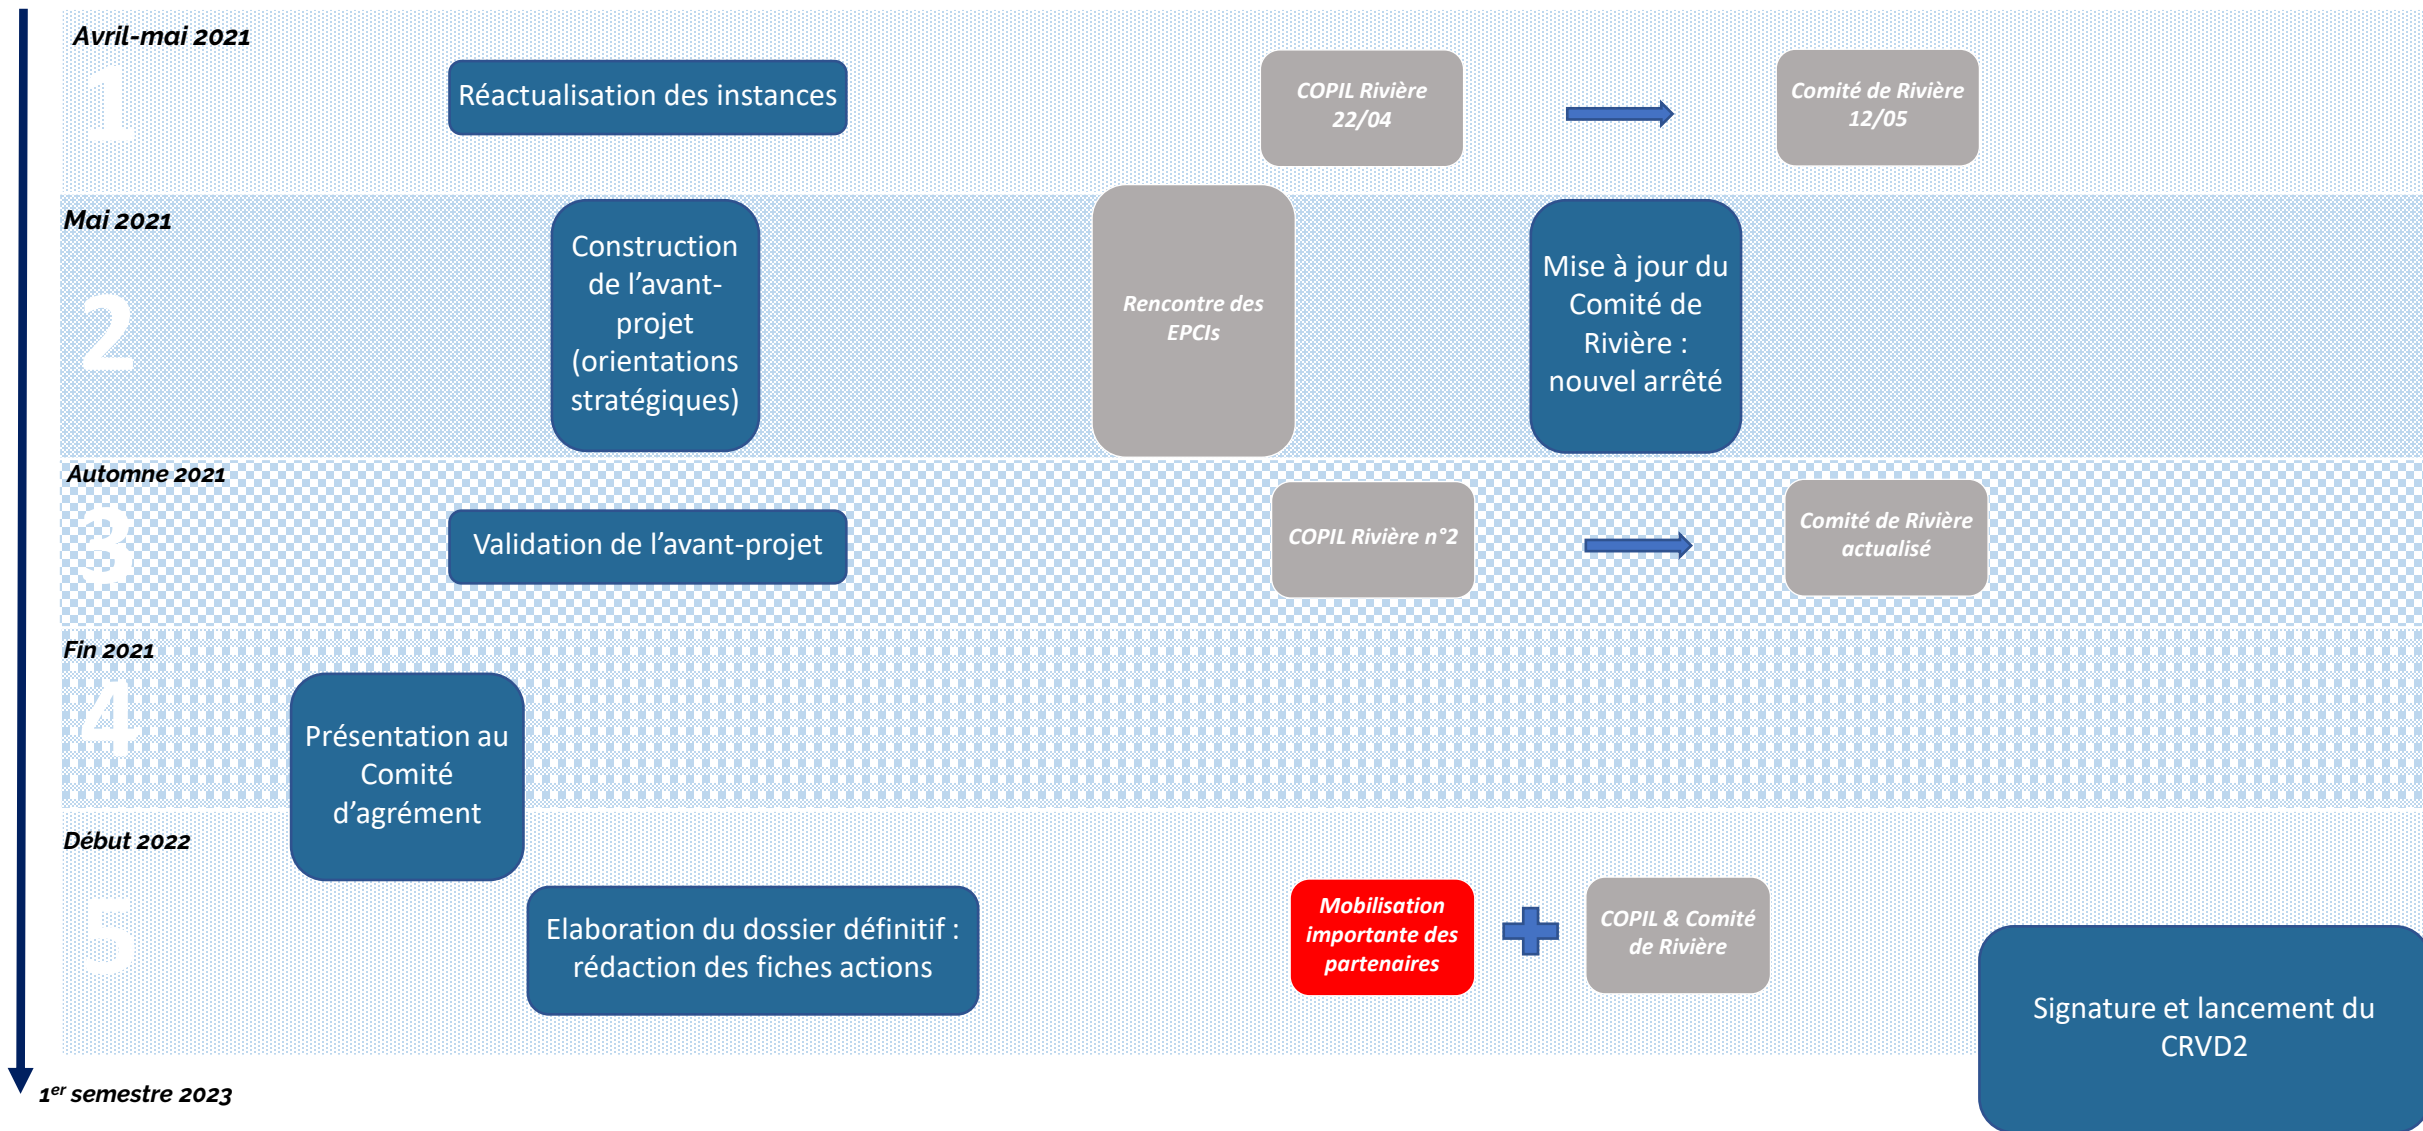 Avril-mai 2021
1
Réactualisation des instances
COPIL Rivière
22/04
Comité de Rivière
12/05
Mai 2021
2
Construction
de l’avant-
projet
(orientations
stratégiques)
Rencontre des
EPCIs
Mise à jour du
Comité de
Rivière :
nouvel arrêté
Automne 2021
3
Validation de l’avant-projet
COPIL Rivière n°2
Comité de Rivière
actualisé
Fin 2021
4
Présentation au
Comité
d’agrément
Début 2022
5
Elaboration du dossier définitif :
rédaction des fiches actions
Mobilisation
importante des
partenaires
COPIL & Comité
de Rivière
Signature et lancement du
CRVD2
1er semestre 2023